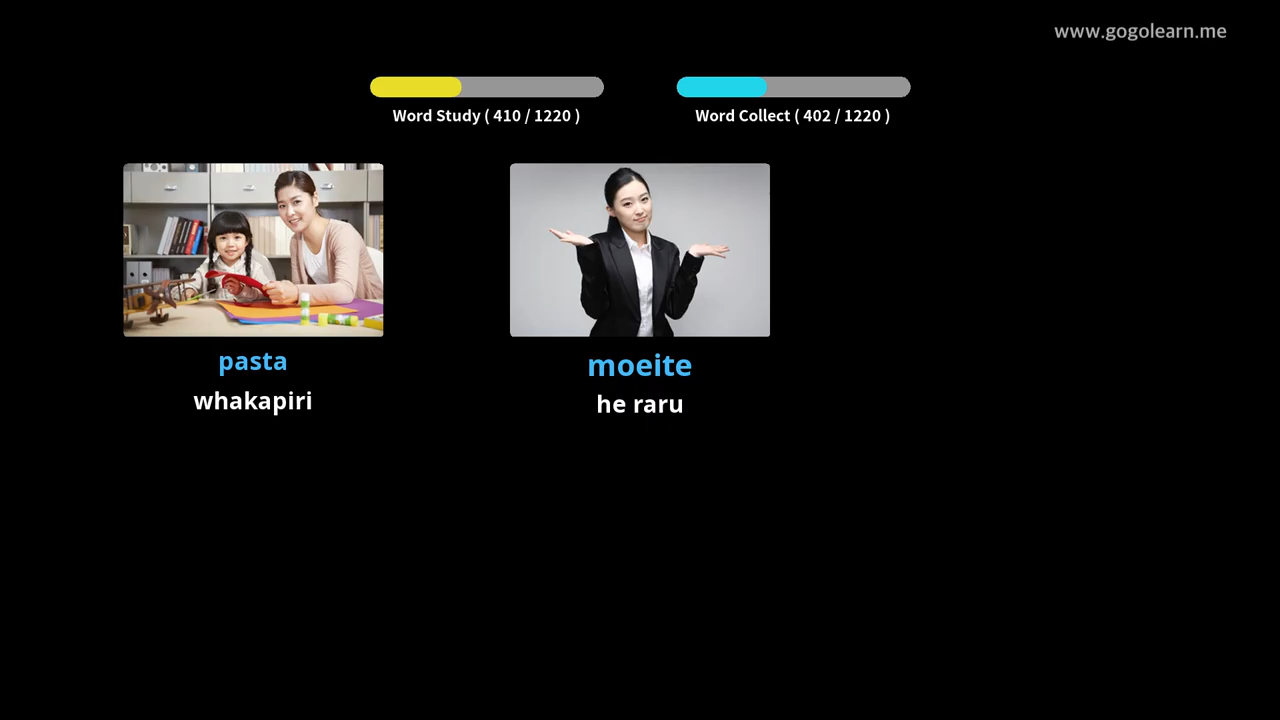 www.gogolearn.me
Word Study ( 410 / 1220 )
Word Collect ( 402 / 1220 )
pasta
whakapiri
moeite
he raru